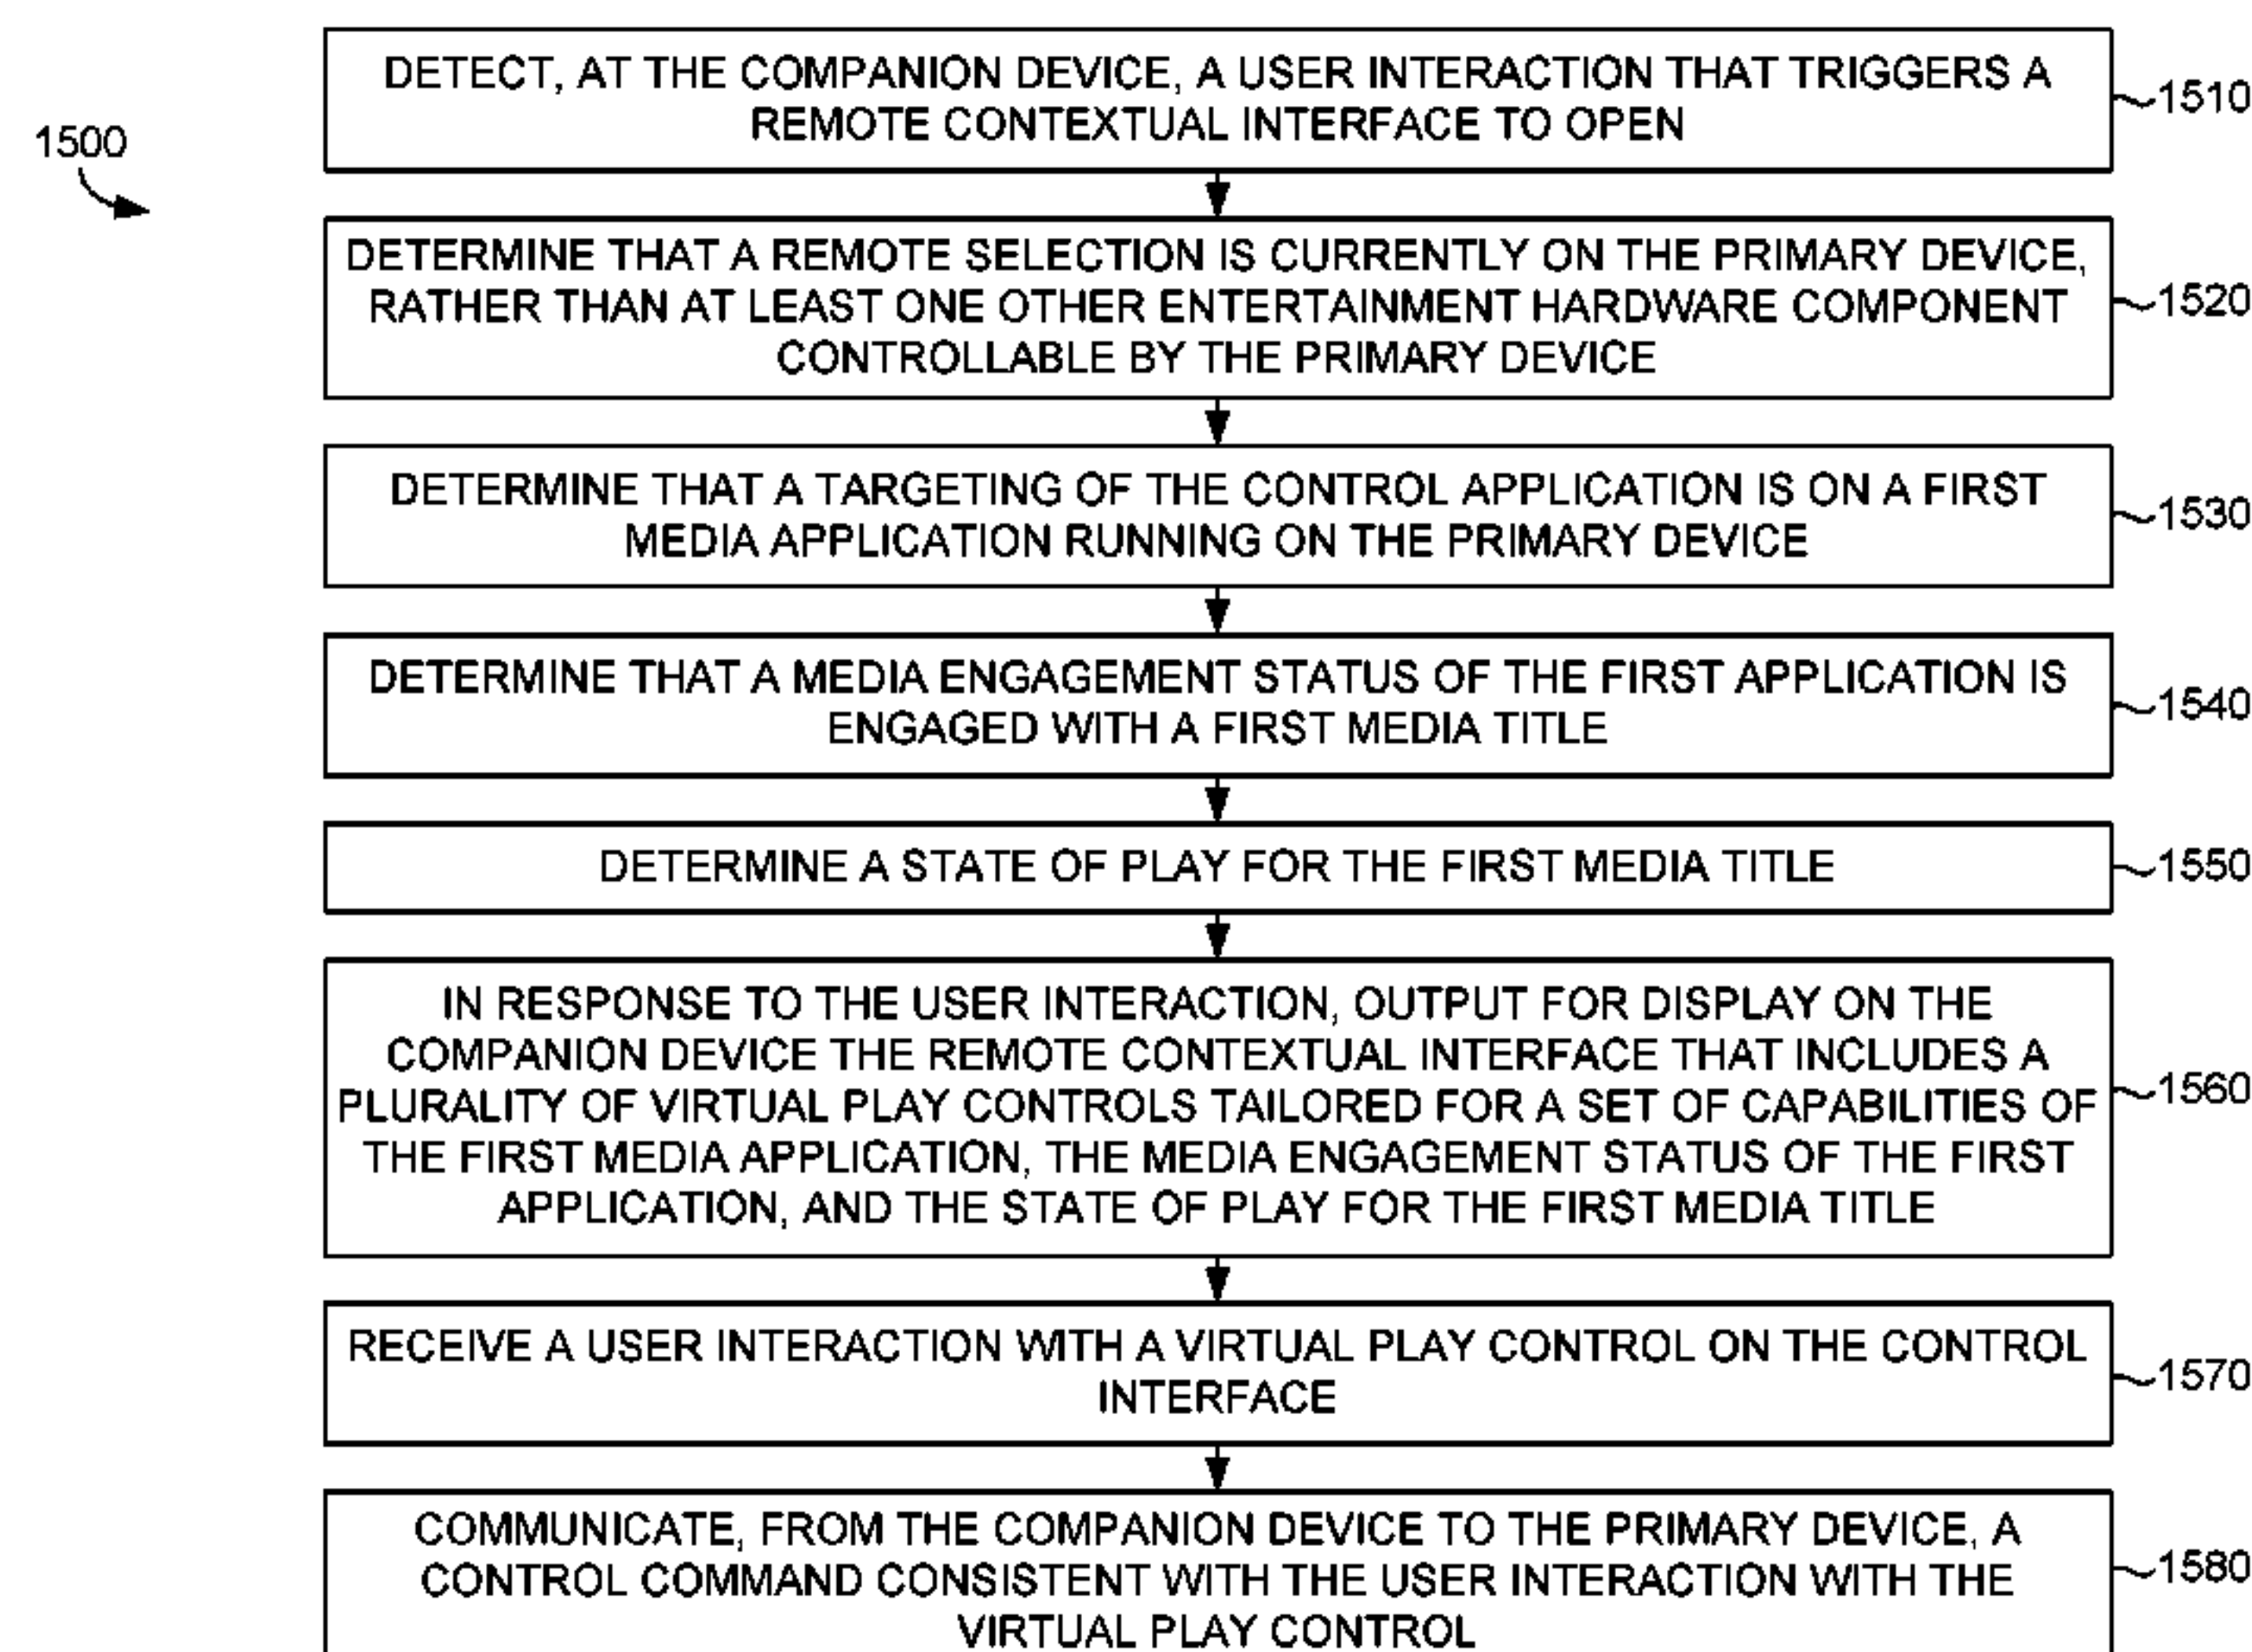 1500
DETECT, AT THE COMPANION DEVICE, A USER INTERACTION THAT TRIGGERS A
REMOTE CONTEXTUAL INTERFACE TO OPEN
1510
DETERMINE THAT A REMOTE SELECTION IS CURRENTLY ON THE PRIMARY DEVICE,
RATHER THAN AT LEAST ONE OTHER ENTERTAINMENT HARDWARE COMPONENT
CONTROLLABLE BY THE PRIMARY DEVICE
1520
DETERMINE THAT A TARGETING OF THE CONTROL APPLICATION IS ON A FIRST
MEDIA APPLICATION RUNNING ON THE PRIMARY DEVICE
1530
DETERMINE THAT A MEDIA ENGAGEMENT STATUS OF THE FIRST APPLICATION IS
ENGAGED WITH A FIRST MEDIA TITLE
1540
DETERMINE A STATE OF PLAY FOR THE FIRST MEDIA TITLE
1550
IN RESPONSE TO THE USER INTERACTION, OUTPUT FOR DISPLAY ON THE
COMPANION DEVICE THE REMOTE CONTEXTUAL INTERFACE THAT INCLUDES A
PLURALITY OF VIRTUAL PLAY CONTROLS TAILORED FOR A SET OF CAPABILITIES OF
THE FIRST MEDIA APPLICATION, THE MEDIA ENGAGEMENT STATUS OF THE FIRST
APPLICATION, AND THE STATE OF PLAY FOR THE FIRST MEDIA TITLE
1560
RECEIVE A USER INTERACTION WITH A VIRTUAL PLAY CONTROL ON THE CONTROL
INTERFACE
1570
COMMUNICATE, FROM THE COMPANION DEVICE TO THE PRIMARY DEVICE, A
CONTROL COMMAND CONSISTENT WITH THE USER INTERACTION WITH THE
VIRTUAL PLAY CONTROL
1580